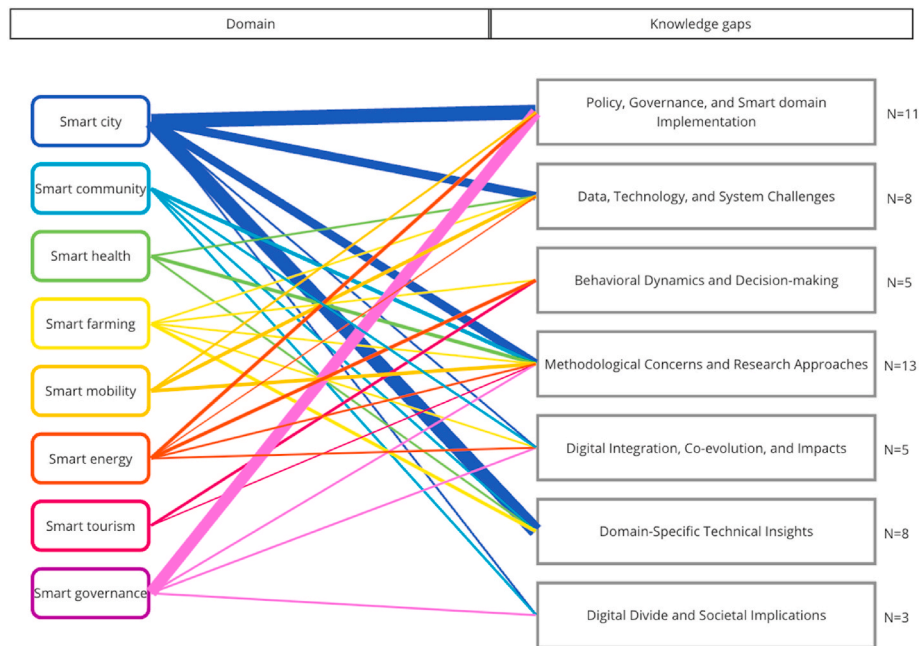 Domain
Knowledge gaps
Smart city
Smart community
Smart health
Smart farming
Smart mobility
Smart energy
Smart tourism
Smart governance
Policy, Governance, and Smart domain
Implementation
N=11
Data, Technology, and System Challenges
N=8
Behavioral Dynamics and Decision-making
N=5
Methodological Concerns and Research Approaches
N=13
Digital Integration, Co-evolution, and Impacts
N=5
Domain-Specific Technical Insights
N=8
Digital Divide and Societal Implications
N=3